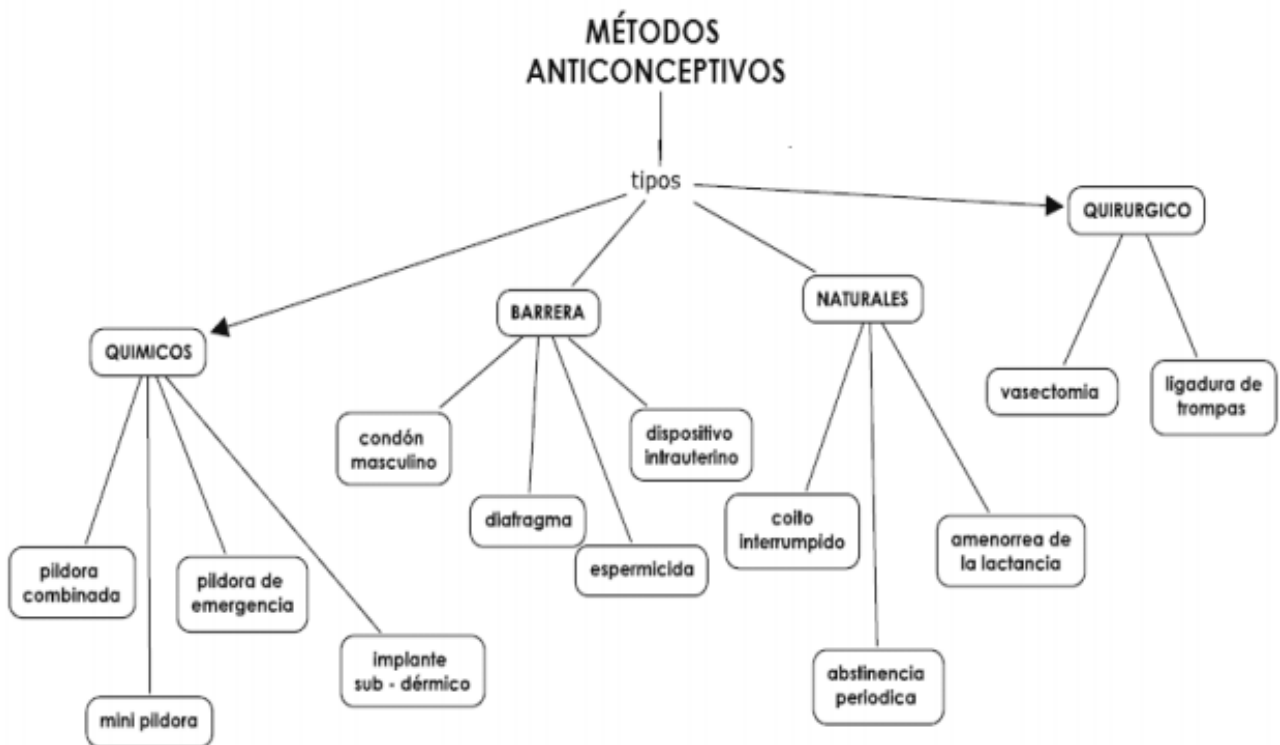 MÉTODOS
ANTICONCEPTIVOS
tipos
QUIRURGICO
NATURALES
BARRERA
QUIMICOS
vasectomia
ligadura de
trompas
condón
masculino
dispositivo
intrauterino
diafragma
espermicida
coito
interrumpido
amenorrea de
la lactancia
pildora
combinada
pildora de
emergencia
implante
sub - dérmico
abstinencia
periodica
mini pildora